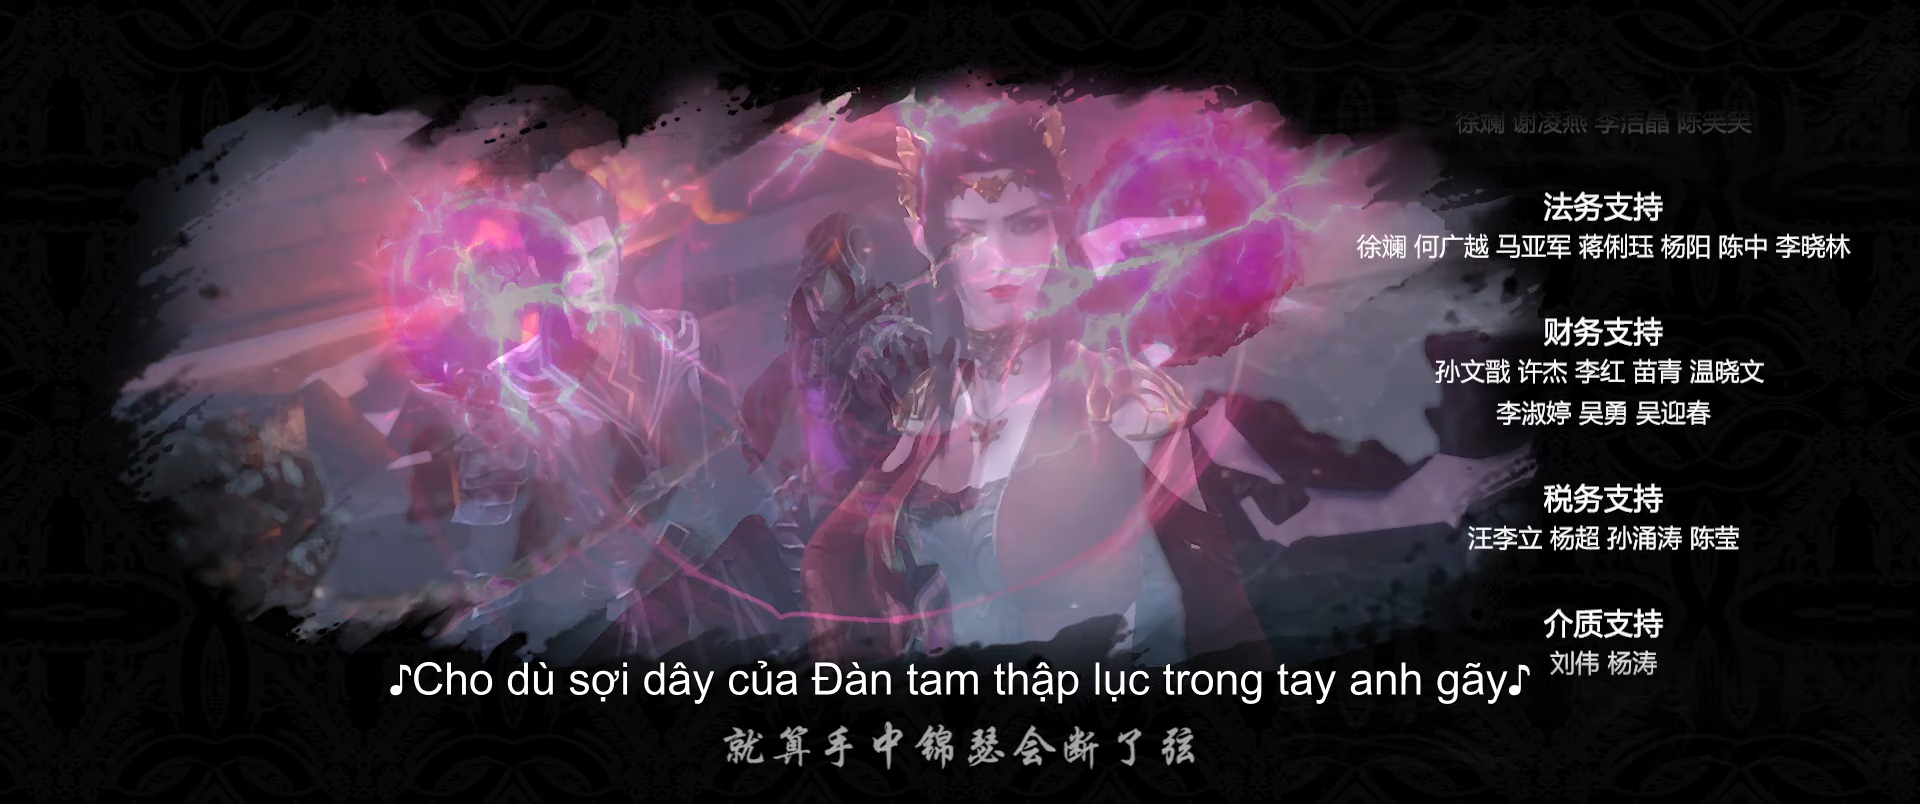 徐斓 谢凌燕 李洁晶 陈笑笑
法务支持
徐斓 何广越 马亚军 蒋俐珏 杨阳 陈中 李晓林
财务支持
孙文戬 许杰 李红 苗青 温晓文
李淑婷 吴勇 吴迎春
税务支持
汪李立 杨超 孙涌涛 陈莹
介质支持
刘伟 杨涛
♪Cho dù sợi dây của Đàn tam thập lục trong tay anh gãy♪
就算手中锦瑟会断了弦